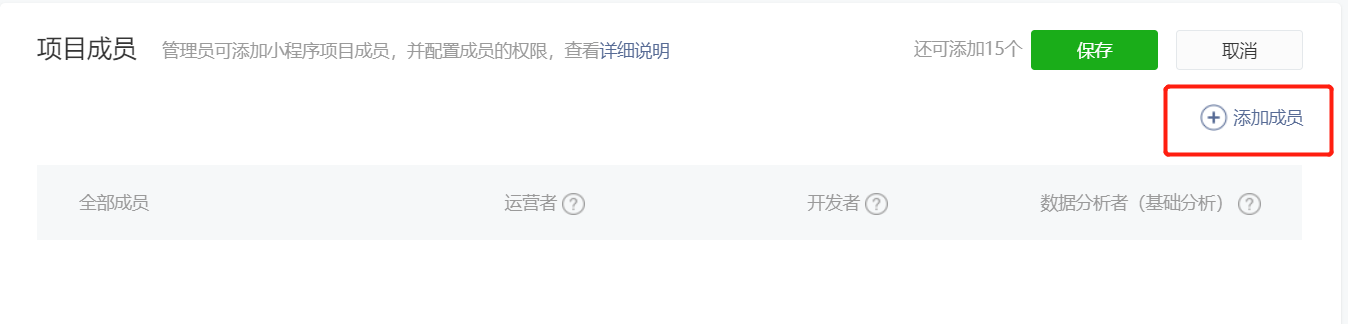 项目成员 管理员可添加小程序项目成员，并配置成员的权限，查看详细说明 还可添加15个 保存 取消
添加成员
全部成员 运营者 ? 开发者 ? 数据分析者（基础分析） ?